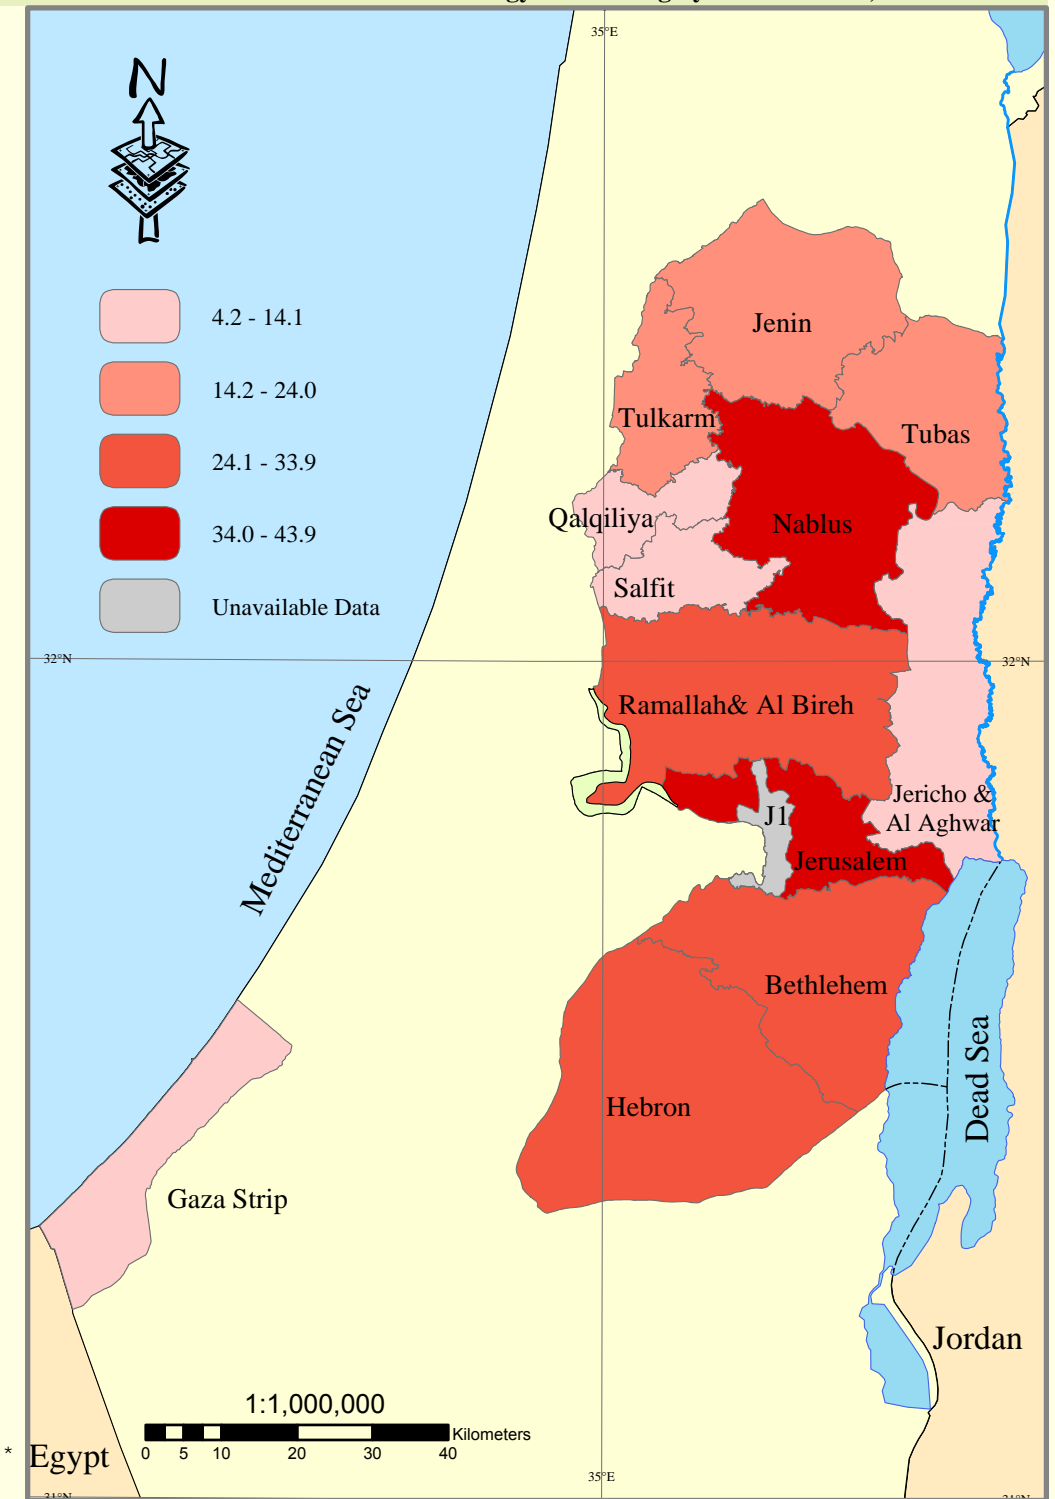 35°E
N
4.2 - 14.1
14.2 - 24.0
24.1 - 33.9
34.0 - 43.9
Unavailable Data
Jenin
Tulkarm
Tubas
Qalqiliya
Nablus
Salfit
32°N
32°N
Ramallah& Al Bireh
Mediterranean Sea
Jericho &
Al Aghwar
J1
Jerusalem
Bethlehem
Dead Sea
Hebron
Gaza Strip
Jordan
1:1,000,000
Kilometers
0 5 10 20 30 40
* Egypt
35°E
31°N
31°N